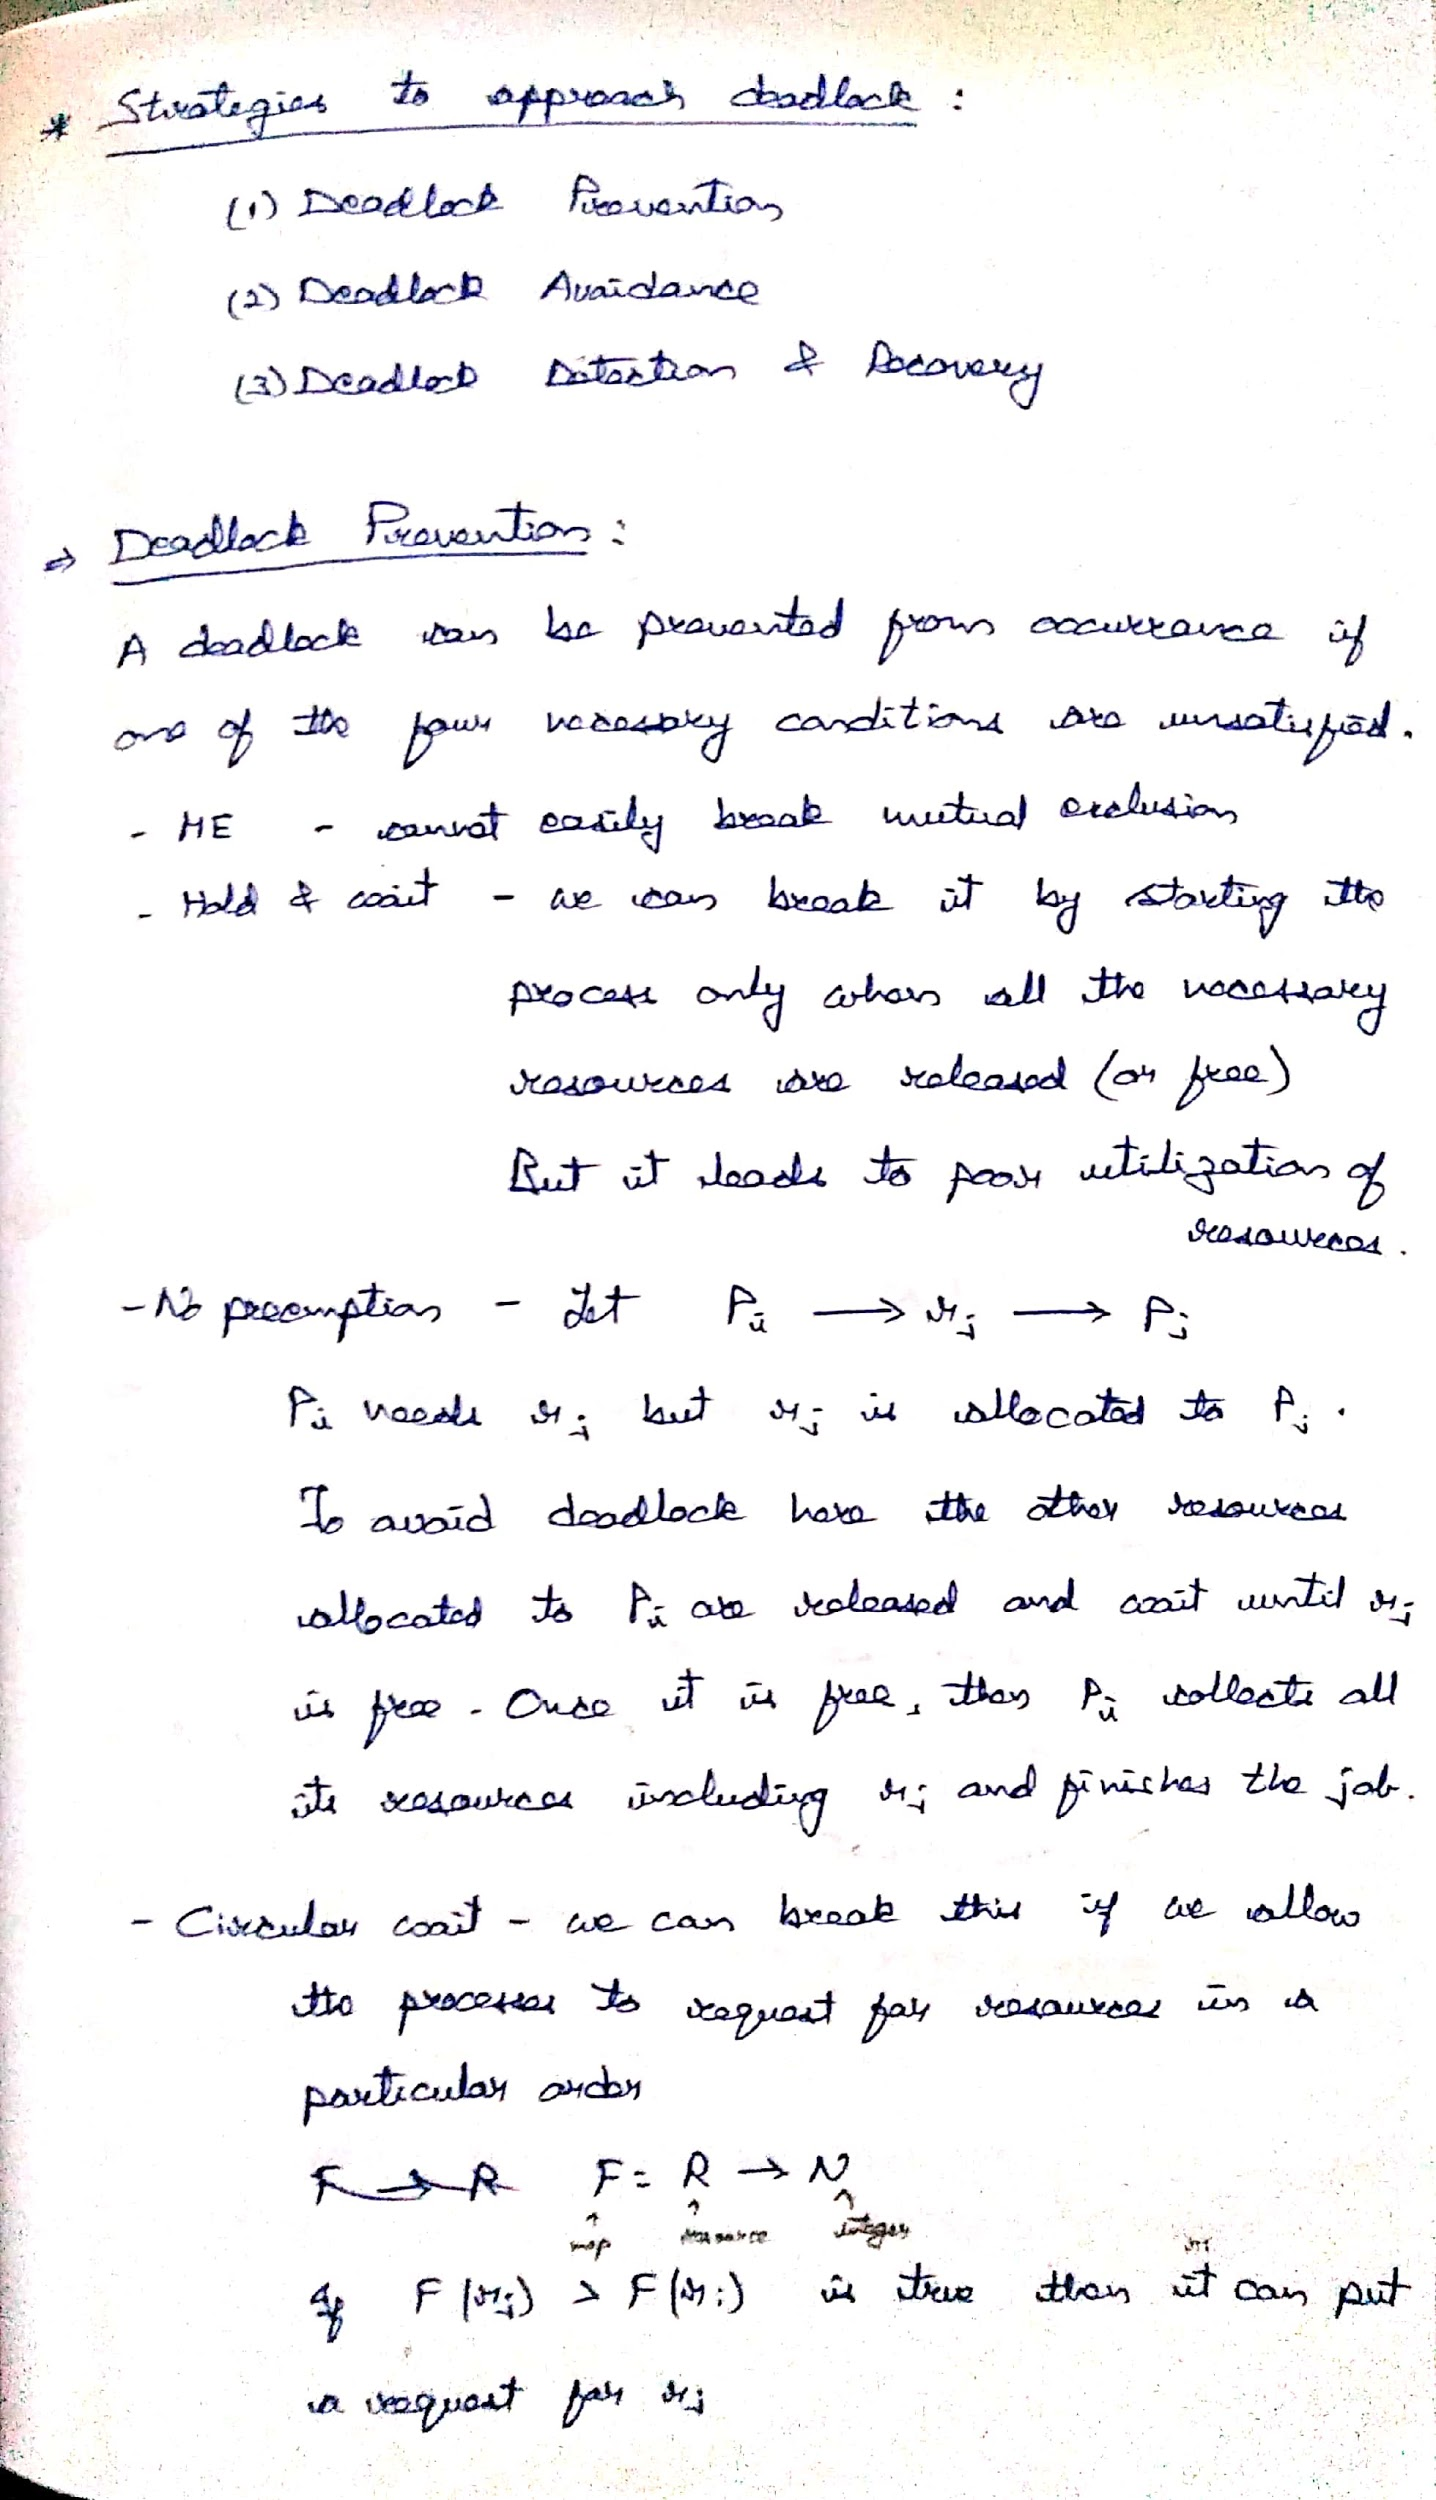 * Strategies to approach deadlock :
(1) Deadlock Prevention
(2) Deadlock Avoidance
(3) Deadlock Detection & Recovery
⇒ Deadlock Prevention :
A deadlock can be prevented from occurrance if
one of the four necessary conditions are unsatisfied.
- ME - cannot easily break mutual exclusion
- Hold & wait - we can break it by starting the
process only when all the necessary
resources are released (or free)
But it leads to poor utilization of
resources.
- No preemption - Let Pi → rj → Pj
Pi needs rj but rj is allocated to Pj.
To avoid deadlock here the other resources
allocated to Pi are released and wait until rj
is free. Once it is free, then Pi collects all
its resources including rj and finishes the job.
- Circular wait - we can break this if we allow
the processes to request for resources in a
particular order
F → R F = R → N
↑ map ↑ resource ↑ integer
If F(rj) > F(ri) is true then it can put
a request for rj